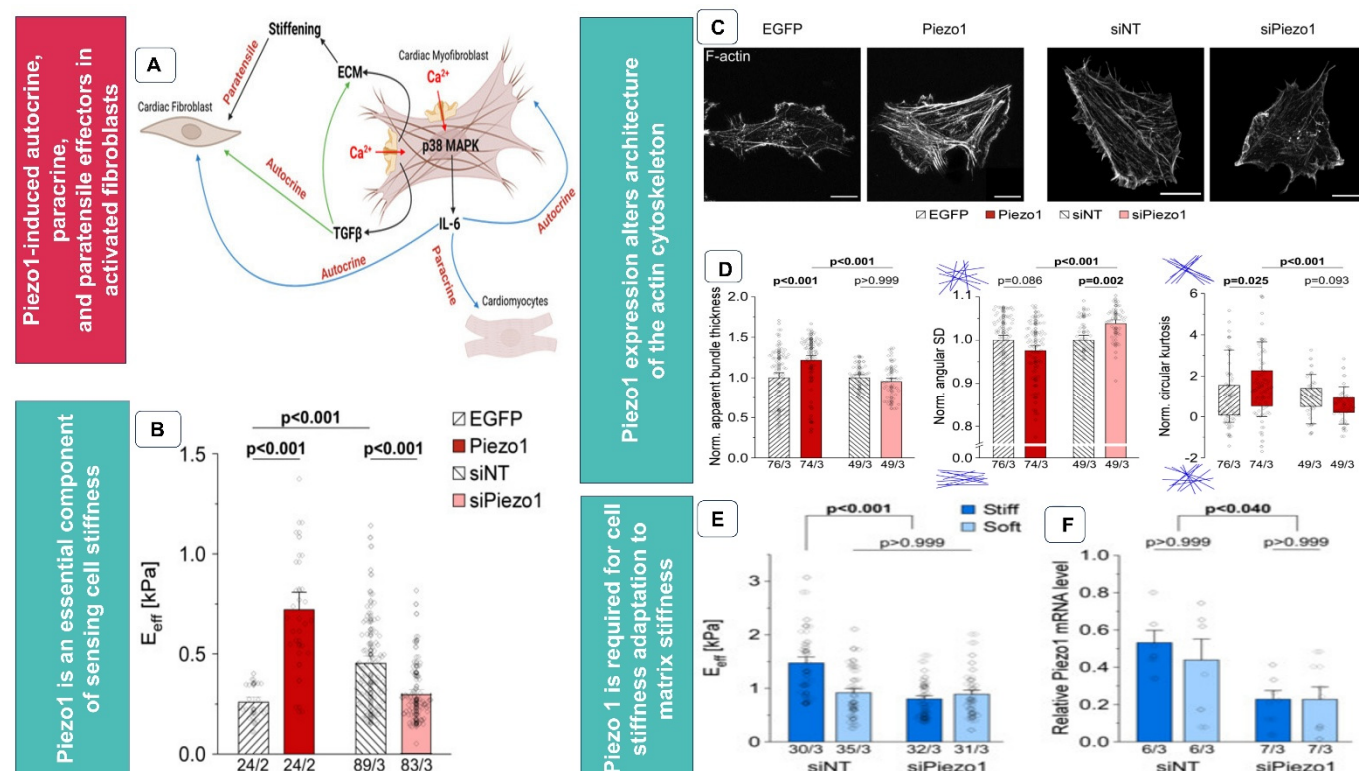 Piezo1-induced autocrine,
paracrine,
and paratensile effectors in
activated fibroblasts
A
Stiffening
Paratensile
ECM
Cardiac Myofibroblast
Ca²⁺
Cardiac Fibroblast
Ca²⁺
p38 MAPK
Autocrine
TGFβ
IL-6
Autocrine
Autocrine
Paracrine
Cardiomyocytes
Piezo1 is an essential component
of sensing cell stiffness
B
EGFP
Piezo1
siNT
siPiezo1
p<0.001
p<0.001
p<0.001
E_eff [kPa]
1.5
1.0
0.5
0.0
24/2 24/2 89/3 83/3
Piezo1 expression alters architecture
of the actin cytoskeleton
C
EGFP Piezo1 siNT siPiezo1
F-actin
EGFP Piezo1 siNT siPiezo1
D
p<0.001
p<0.001 p>0.999
Norm. apparent bundle thickness
2.0
1.5
1.0
0.5
0.0
76/3 74/3 49/3 49/3
p<0.001
p=0.086 p=0.002
Norm. angular SD
1.1
1.0
0.9
0.8
0.0
76/3 74/3 49/3 49/3
p<0.001
p=0.025 p=0.093
Norm. circular kurtosis
6
4
2
0
-2
76/3 74/3 49/3 49/3
Piezo 1 is required for cell
stiffness adaptation to
matrix stiffness
E
Stiff
Soft
p<0.001
p>0.999
E_eff [kPa]
3
2
1
0
30/3 35/3 32/3 31/3
siNT siPiezo1
F
p<0.040
p>0.999 p>0.999
Relative Piezo1 mRNA level
1.0
0.8
0.6
0.4
0.2
0.0
6/3 6/3 7/3 7/3
siNT siPiezo1